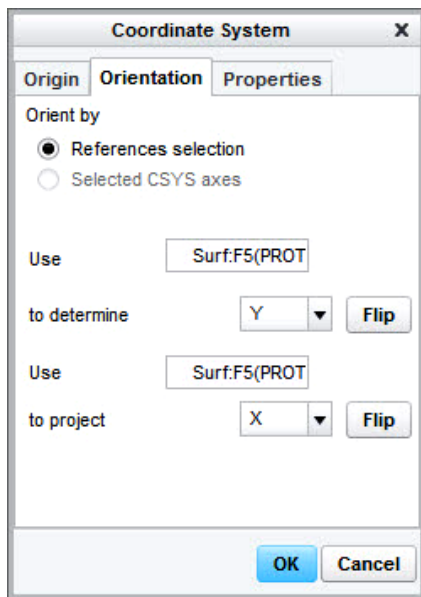 Coordinate System X
Origin Orientation Properties
Orient by
References selection
Selected CSYS axes
Use Surf:F5(PROT
to determine Y Flip
Use Surf:F5(PROT
to project X Flip
OK Cancel